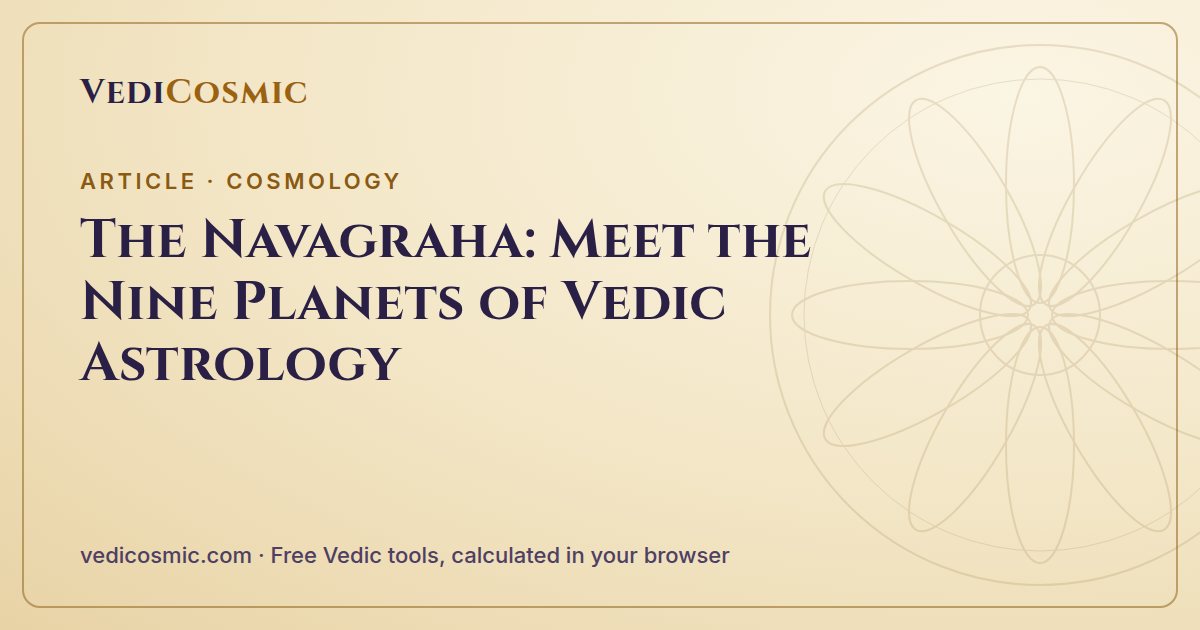 VediCosmic
ARTICLE · COSMOLOGY
The Navagraha: Meet the
Nine Planets of Vedic
Astrology
vedicosmic.com · Free Vedic tools, calculated in your browser